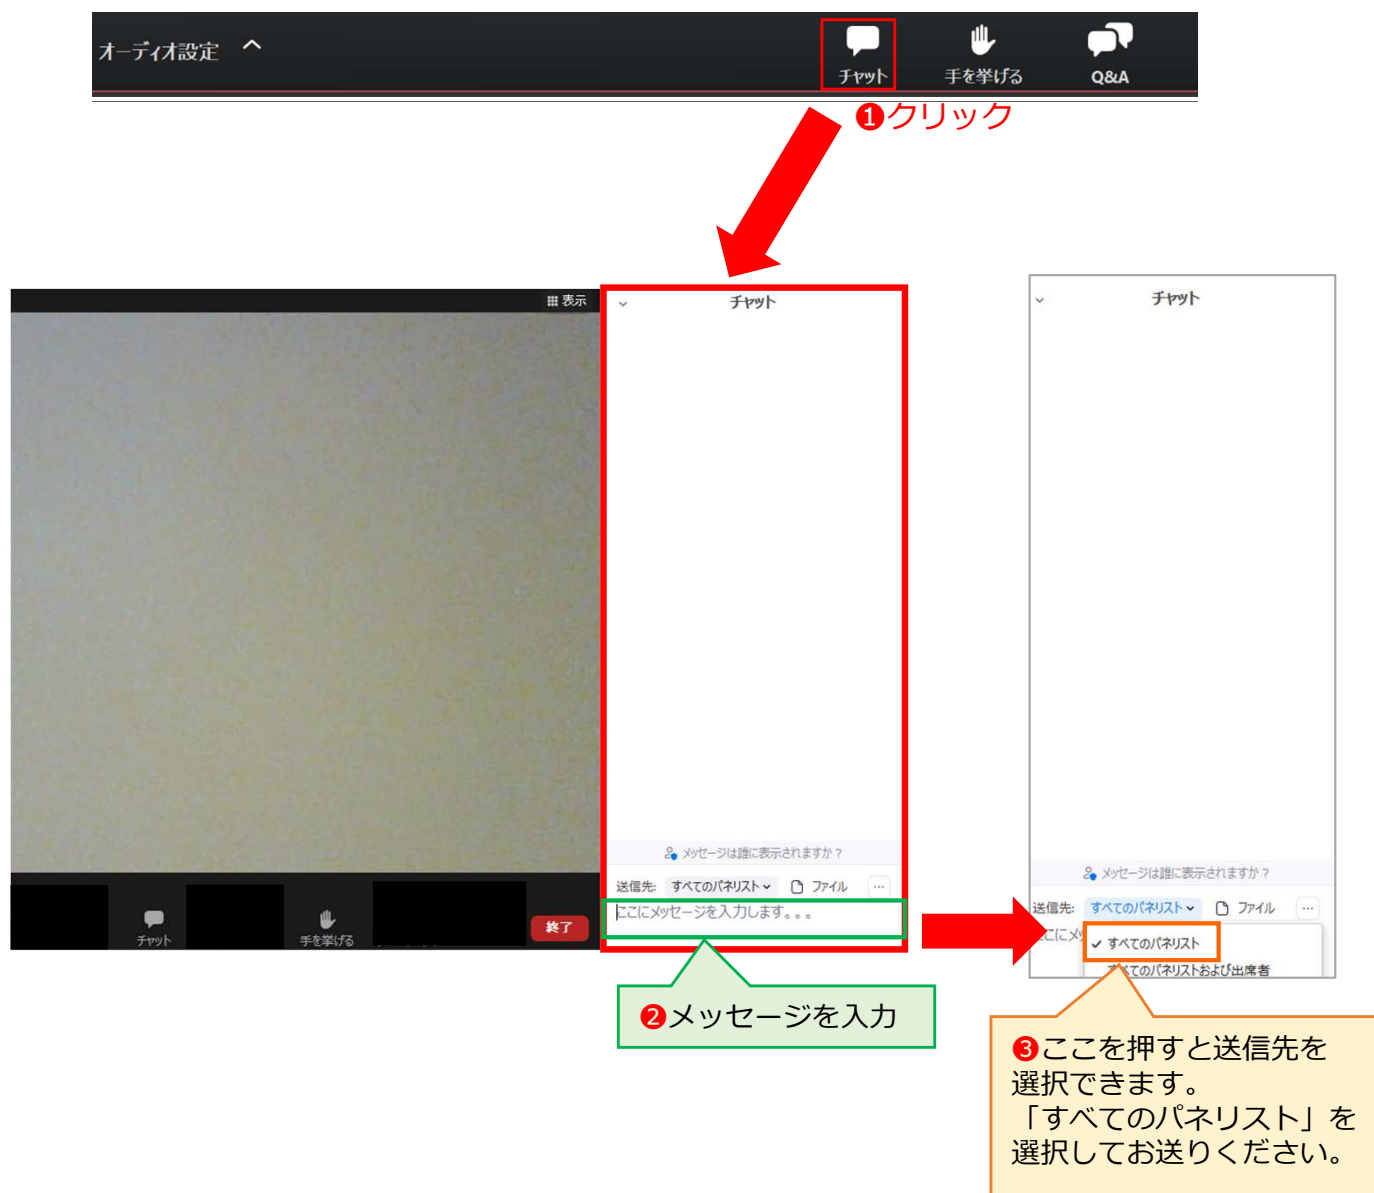 オーディオ設定
チャット
手を挙げる
Q&A
❶クリック
表示
チャット
メッセージは誰に表示されますか？
送信先: すべてのパネリスト ファイル ...
ここにメッセージを入力します。。。
チャット
手を挙げる
終了
❷メッセージを入力
チャット
メッセージは誰に表示されますか？
送信先: すべてのパネリスト ファイル ...
ここにメ
✓ すべてのパネリスト
すべてのパネリストおよび出席者
❸ここを押すと送信先を
選択できます。
「すべてのパネリスト」を
選択してお送りください。